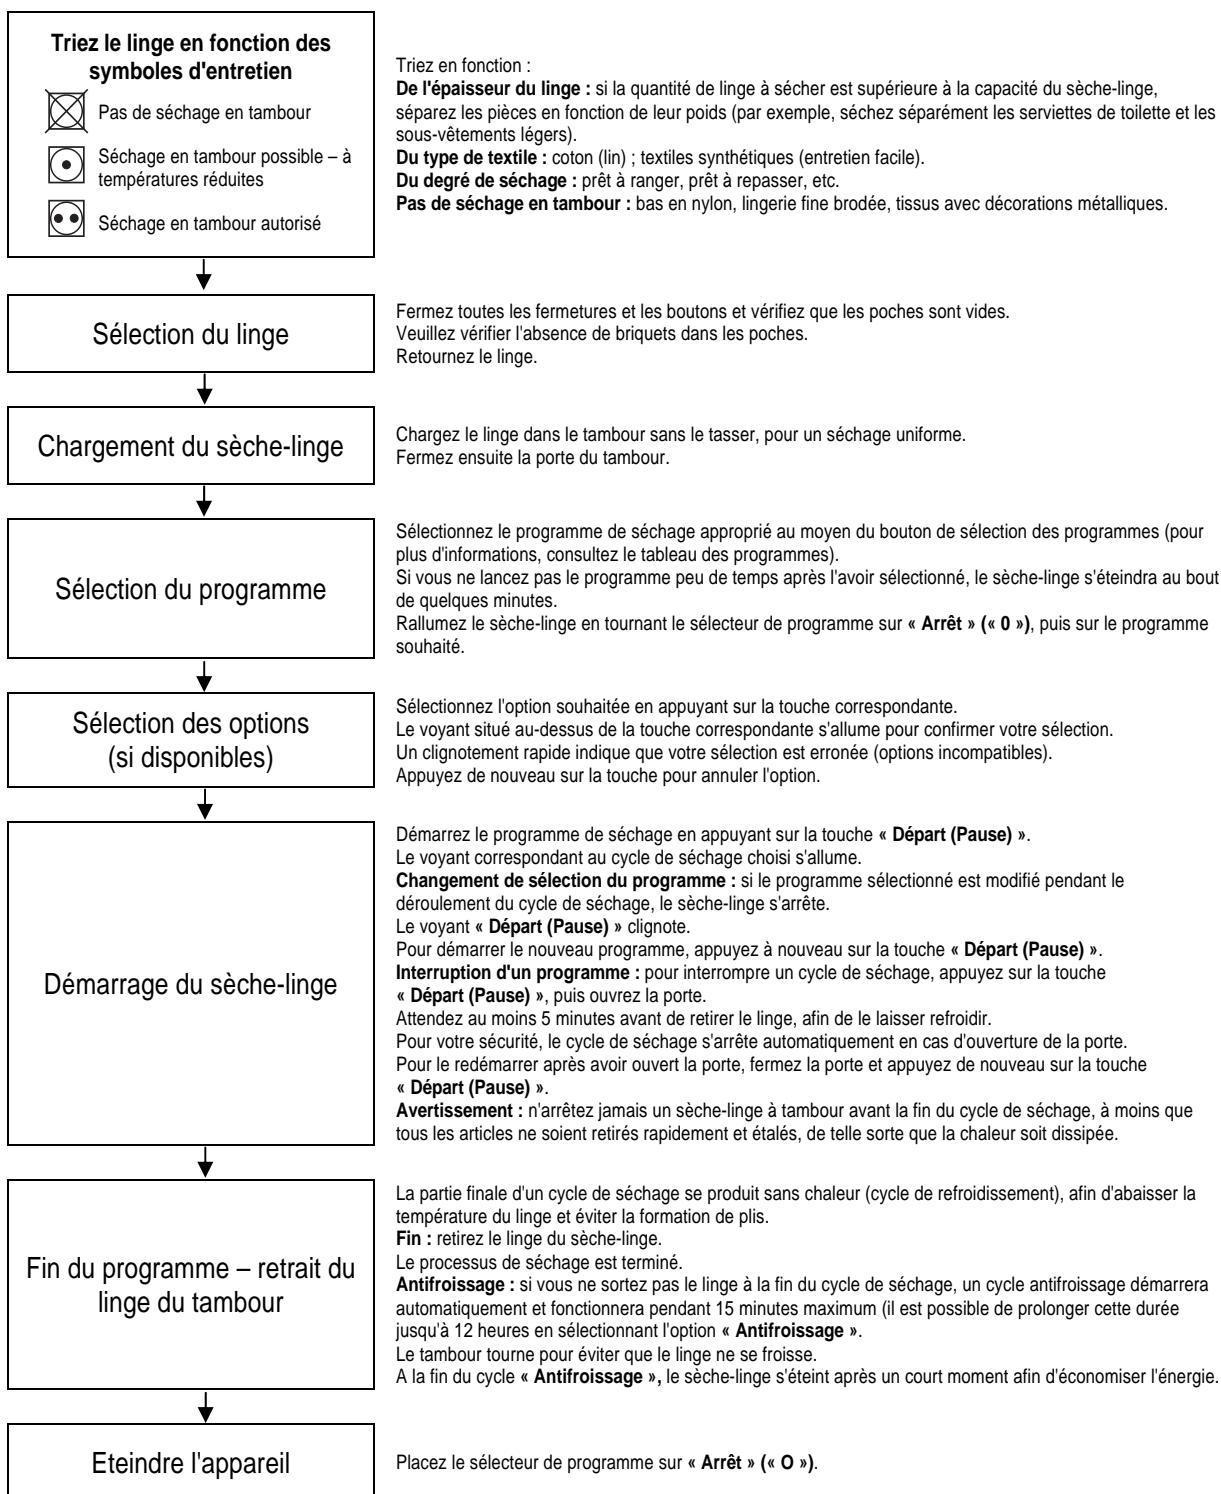 Triez le linge en fonction des
symboles d'entretien
Pas de séchage en tambour
Séchage en tambour possible – à
températures réduites
Séchage en tambour autorisé
Triez en fonction :
De l'épaisseur du linge : si la quantité de linge à sécher est supérieure à la capacité du sèche-linge,
séparez les pièces en fonction de leur poids (par exemple, séchez séparément les serviettes de toilette et les
sous-vêtements légers).
Du type de textile : coton (lin) ; textiles synthétiques (entretien facile).
Du degré de séchage : prêt à ranger, prêt à repasser, etc.
Pas de séchage en tambour : bas en nylon, lingerie fine brodée, tissus avec décorations métalliques.
Sélection du linge
Fermez toutes les fermetures et les boutons et vérifiez que les poches sont vides.
Veuillez vérifier l'absence de briquets dans les poches.
Retournez le linge.
Chargement du sèche-linge
Chargez le linge dans le tambour sans le tasser, pour un séchage uniforme.
Fermez ensuite la porte du tambour.
Sélection du programme
Sélectionnez le programme de séchage approprié au moyen du bouton de sélection des programmes (pour
plus d'informations, consultez le tableau des programmes).
Si vous ne lancez pas le programme peu de temps après l'avoir sélectionné, le sèche-linge s'éteindra au bout
de quelques minutes.
Rallumez le sèche-linge en tournant le sélecteur de programme sur « Arrêt » (« 0 »), puis sur le programme
souhaité.
Sélection des options
(si disponibles)
Sélectionnez l'option souhaitée en appuyant sur la touche correspondante.
Le voyant situé au-dessus de la touche correspondante s'allume pour confirmer votre sélection.
Un clignotement rapide indique que votre sélection est erronée (options incompatibles).
Appuyez de nouveau sur la touche pour annuler l'option.
Démarrage du sèche-linge
Démarrez le programme de séchage en appuyant sur la touche « Départ (Pause) ».
Le voyant correspondant au cycle de séchage choisi s'allume.
Changement de sélection du programme : si le programme sélectionné est modifié pendant le
déroulement du cycle de séchage, le sèche-linge s'arrête.
Le voyant « Départ (Pause) » clignote.
Pour démarrer le nouveau programme, appuyez à nouveau sur la touche « Départ (Pause) ».
Interruption d'un programme : pour interrompre un cycle de séchage, appuyez sur la touche
« Départ (Pause) », puis ouvrez la porte.
Attendez au moins 5 minutes avant de retirer le linge, afin de le laisser refroidir.
Pour votre sécurité, le cycle de séchage s'arrête automatiquement en cas d'ouverture de la porte.
Pour le redémarrer après avoir ouvert la porte, fermez la porte et appuyez de nouveau sur la touche
« Départ (Pause) ».
Avertissement : n'arrêtez jamais un sèche-linge à tambour avant la fin du cycle de séchage, à moins que
tous les articles ne soient retirés rapidement et étalés, de telle sorte que la chaleur soit dissipée.
Fin du programme – retrait du
linge du tambour
La partie finale d'un cycle de séchage se produit sans chaleur (cycle de refroidissement), afin d'abaisser la
température du linge et éviter la formation de plis.
Fin : retirez le linge du sèche-linge.
Le processus de séchage est terminé.
Antifroissage : si vous ne sortez pas le linge à la fin du cycle de séchage, un cycle antifroissage démarrera
automatiquement et fonctionnera pendant 15 minutes maximum (il est possible de prolonger cette durée
jusqu'à 12 heures en sélectionnant l'option « Antifroissage ».
Le tambour tourne pour éviter que le linge ne se froisse.
A la fin du cycle « Antifroissage », le sèche-linge s'éteint après un court moment afin d'économiser l'énergie.
Eteindre l'appareil
Placez le sélecteur de programme sur « Arrêt » (« O »).